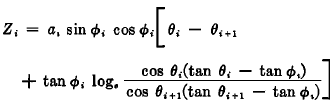 Z_i = a_i sin φ_i cos φ_i [ θ_i − θ_{i+1}
+ tan φ_i log_e \frac{cos θ_i (tan θ_i − tan φ_i)}{cos θ_{i+1} (tan θ_{i+1} − tan φ_i)} ]